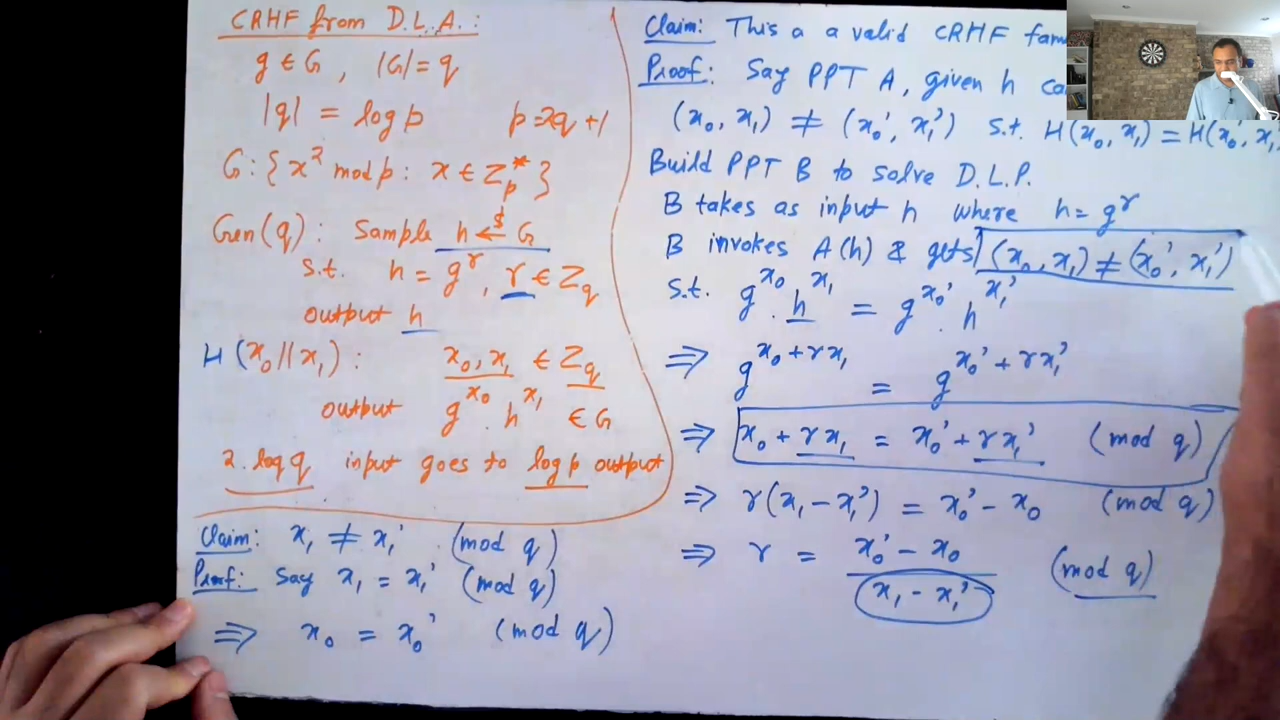 CRHF from D.L.A.:
g ∈ G, |G| = q
|q| = log p    p = 2q + 1
G: { x² mod p : x ∈ Z_p^* }
Gen(q): Sample h ←$ G
s.t. h = g^r, r ∈ Z_q
output h
H(x₀||x₁): x₀, x₁ ∈ Z_q
output g^x₀ · h^x₁ ∈ G
2. log q input goes to log p output
Claim: x₁ ≠ x₁' (mod q)
Proof: Say x₁ = x₁' (mod q)
⇒ x₀ = x₀' (mod q)
Claim: This a a valid CRHF
Proof: Say PPT A, given h
(x₀, x₁) ≠ (x₀', x₁') s.t. H(x₀, x₁) = H(x₀', x₁
Build PPT B to solve D.L.P.
B takes as input h where h = g^r
B invokes A(h) & gets (x₀, x₁) ≠ (x₀', x₁')
s.t. g^x₀ · h^x₁ = g^x₀' · h^x₁'
⇒ g^(x₀ + r x₁) = g^(x₀' + r x₁')
⇒ x₀ + r x₁ = x₀' + r x₁' (mod q)
⇒ r(x₁ - x₁') = x₀' - x₀ (mod q)
⇒ r = (x₀' - x₀) / (x₁ - x₁') (mod q)